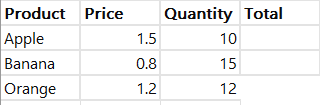 Product Price Quantity Total
Apple 1.5 10
Banana 0.8 15
Orange 1.2 12